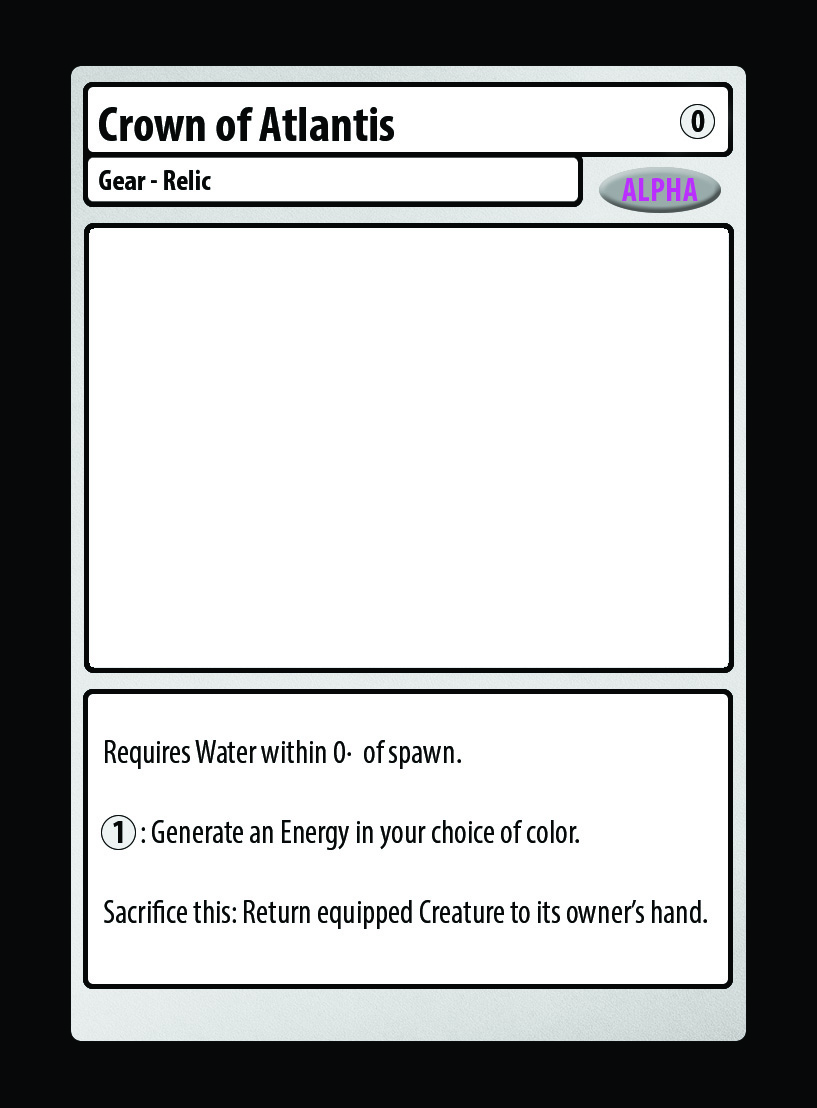 Crown of Atlantis 0
Gear - Relic
ALPHA
Requires Water within 0· of spawn.
1 : Generate an Energy in your choice of color.
Sacrifice this: Return equipped Creature to its owner’s hand.